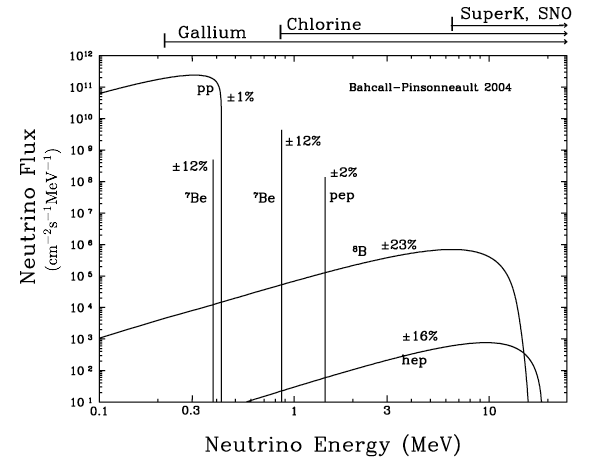 SuperK, SNO
Chlorine
Gallium
10¹²
10¹¹
10¹⁰
10⁹
10⁸
10⁷
10⁶
10⁵
10⁴
10³
10²
10¹
Neutrino Flux
(cm⁻²s⁻¹MeV⁻¹)
Bahcall-Pinsonneault 2004
pp
±1%
±12%
⁷Be
±12%
⁷Be
±2%
pep
⁸B
±23%
±16%
hep
0.1 0.3 1 3 10
Neutrino Energy (MeV)